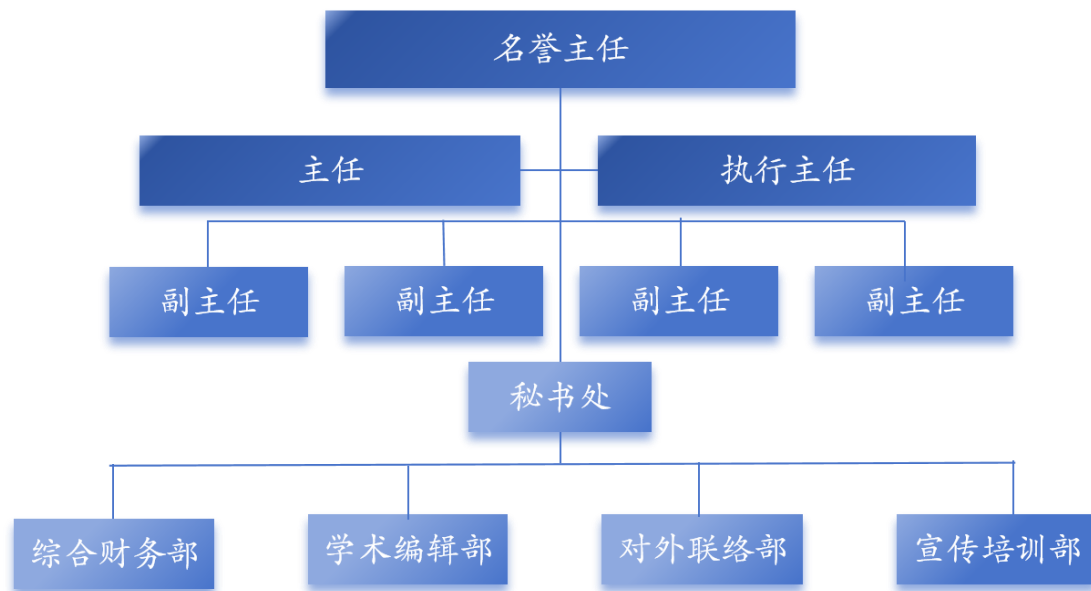 名誉主任
主任
执行主任
副主任
副主任
副主任
副主任
秘书处
综合财务部
学术编辑部
对外联络部
宣传培训部